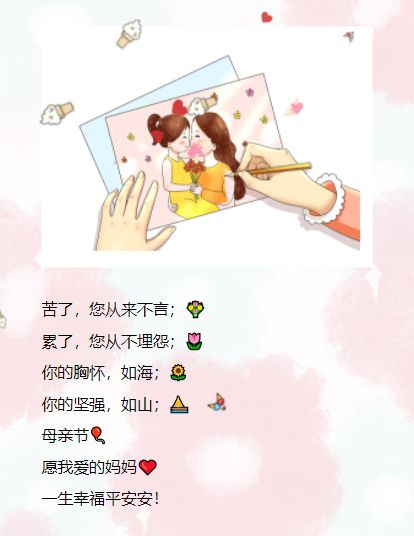 苦了，您从来不言；💐
累了，您从不埋怨；🌷
你的胸怀，如海；🌻
你的坚强，如山；⛵
母亲节🎈
愿我爱的妈妈❤️
一生幸福平安安！